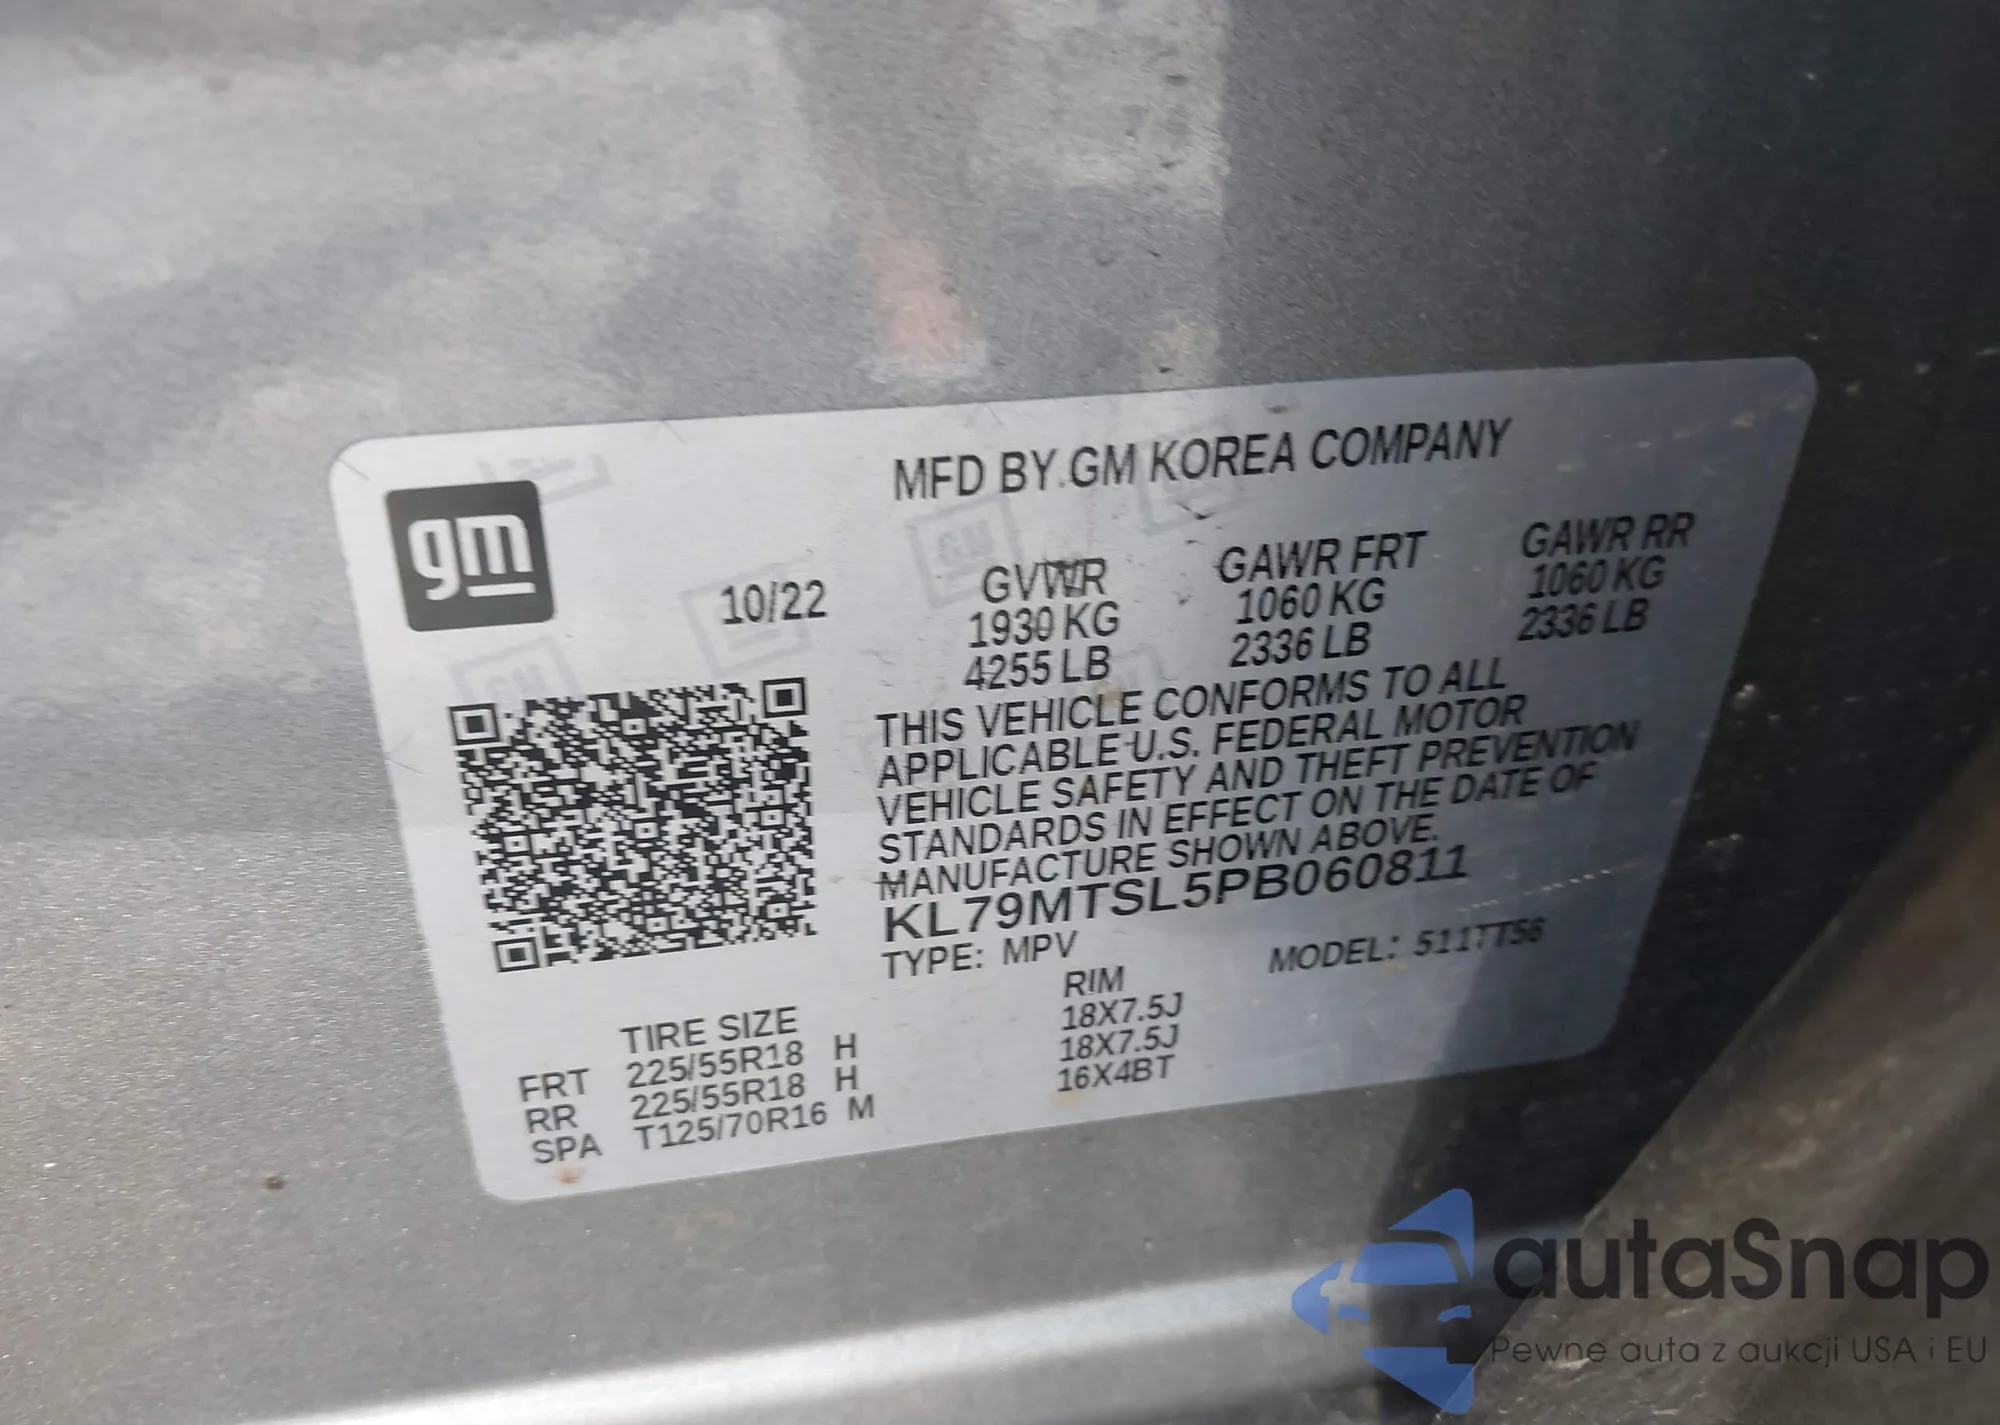 gm
MFD BY GM KOREA COMPANY
10/22
GVWR GAWR FRT GAWR RR
1930 KG 1060 KG 1060 KG
4255 LB 2336 LB 2336 LB
THIS VEHICLE CONFORMS TO ALL
APPLICABLE U.S. FEDERAL MOTOR
VEHICLE SAFETY AND THEFT PREVENTION
STANDARDS IN EFFECT ON THE DATE OF
MANUFACTURE SHOWN ABOVE.
KL79MTSL5PB060811
TYPE: MPV MODEL: 511TT56
TIRE SIZE RIM
FRT 225/55R18 H 18X7.5J
RR 225/55R18 H 18X7.5J
SPA T125/70R16 M 16X4BT
autaSnap
Pewne auta z aukcji USA i EU